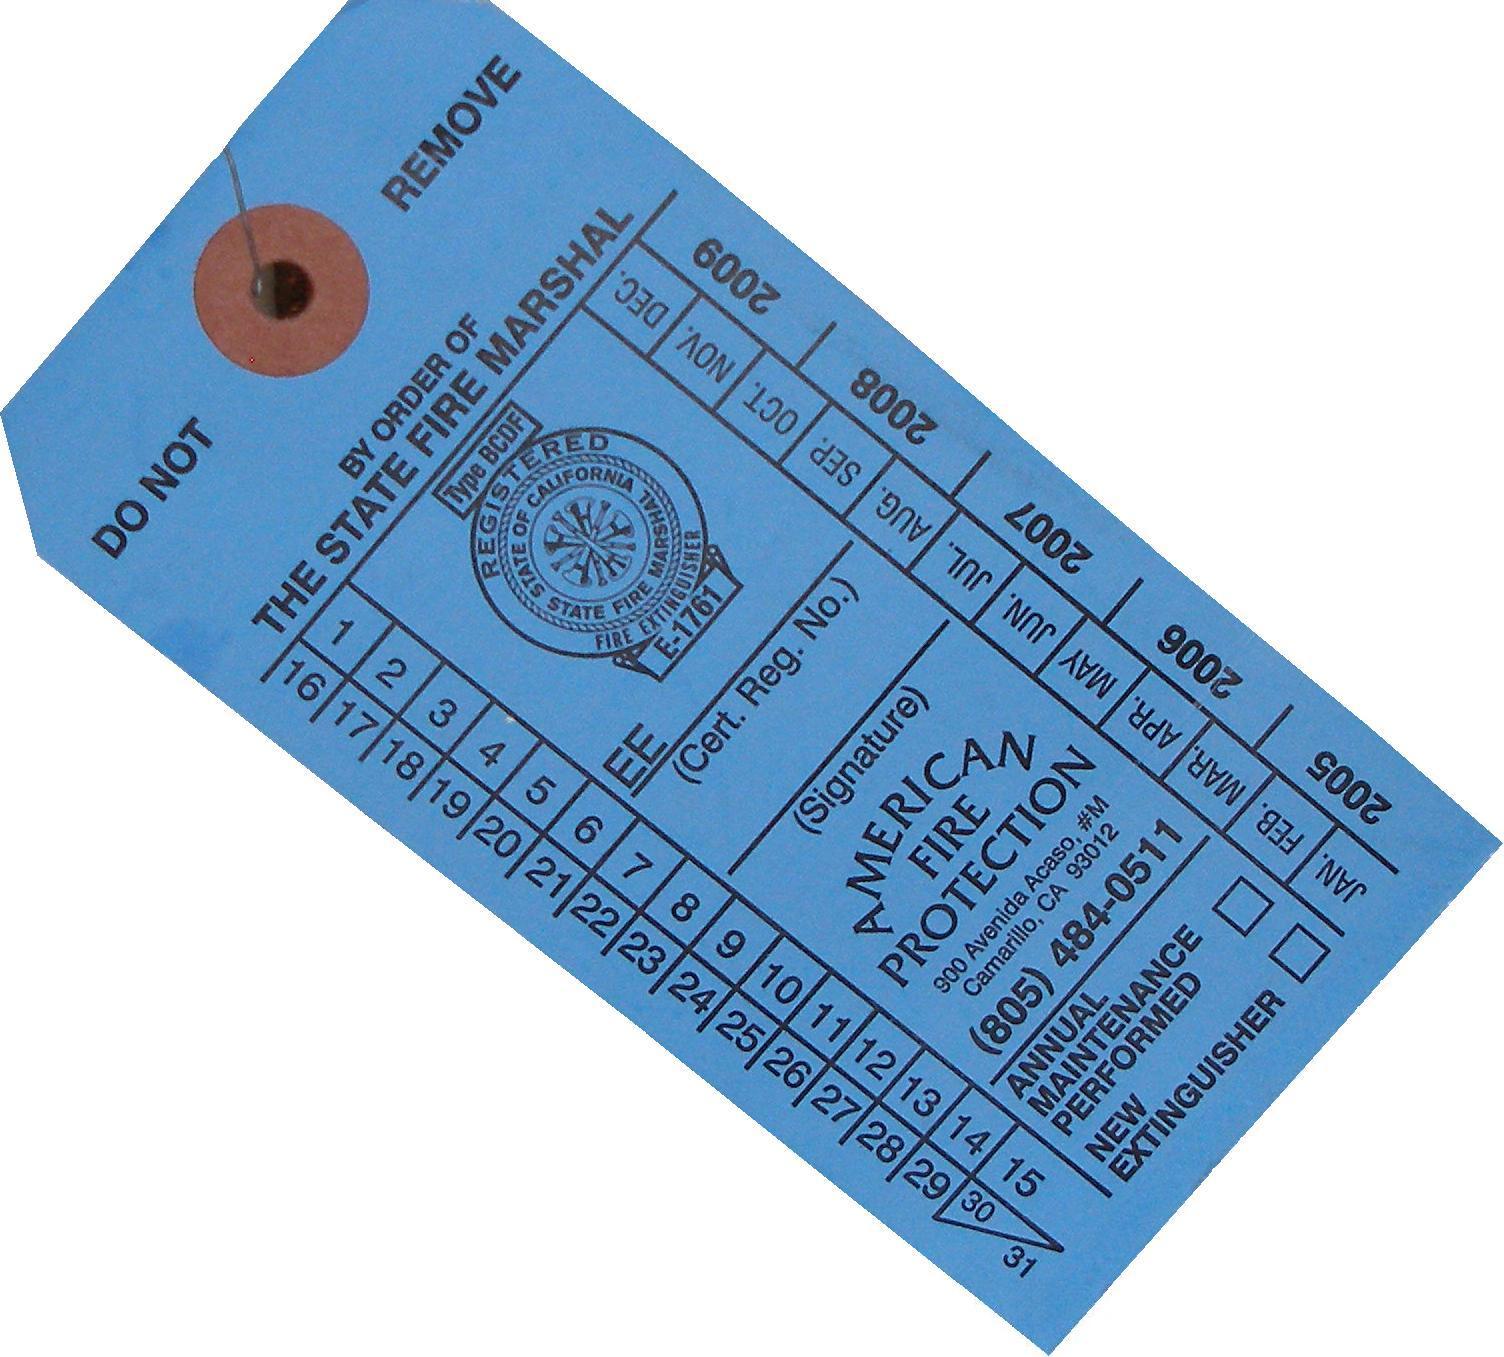 DO NOT REMOVE
BY ORDER OF
THE STATE FIRE MARSHAL
Type BCDF
REGISTERED
STATE OF CALIFORNIA
STATE FIRE MARSHAL
FIRE EXTINGUISHER
E-1761
EE
(Cert. Reg. No.)
(Signature)
AMERICAN
FIRE
PROTECTION
900 Avenida Acaso, #M
Camarillo, CA 93012
(805) 484-0511
ANNUAL
MAINTENANCE
PERFORMED
NEW
EXTINGUISHER
1 2 3 4 5 6 7 8 9 10 11 12 13 14 15
16 17 18 19 20 21 22 23 24 25 26 27 28 29 30 31
JAN. FEB. MAR. APR. MAY JUN. JUL. AUG. SEP. OCT. NOV. DEC.
2005 2006 2007 2008 2009